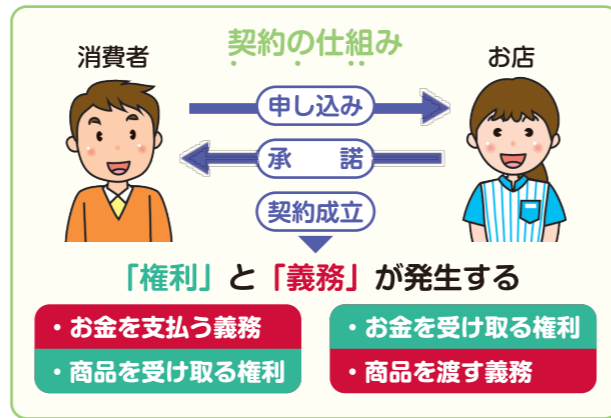 契約の仕組み
消費者
お店
申し込み
承　諾
契約成立
「権利」と「義務」が発生する
・お金を支払う義務
・商品を受け取る権利
・お金を受け取る権利
・商品を渡す義務